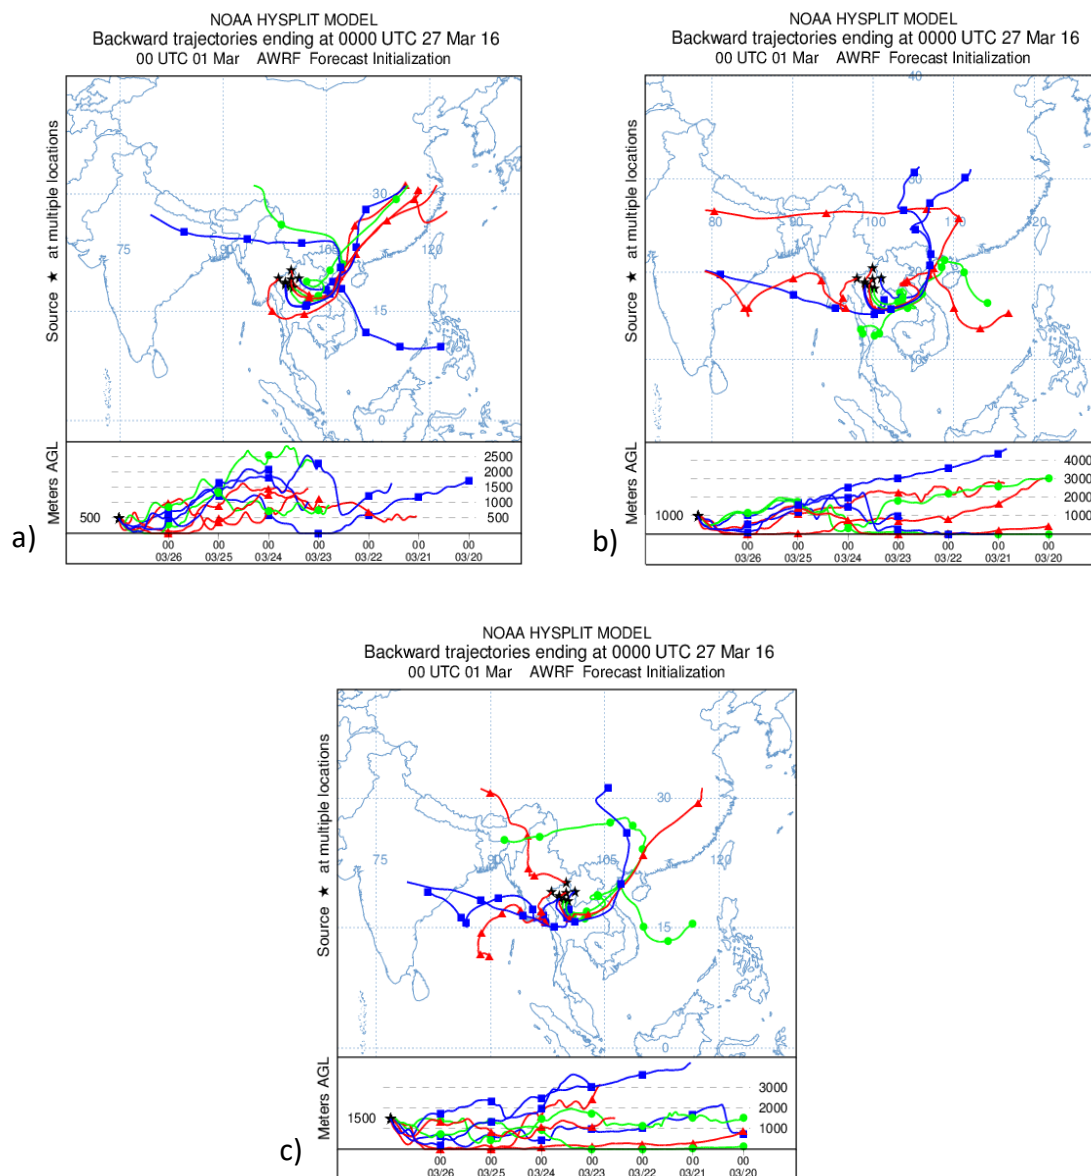 NOAA HYSPLIT MODEL
Backward trajectories ending at 0000 UTC 27 Mar 16
00 UTC 01 Mar AWRF Forecast Initialization
Source ★ at multiple locations
30
75
90
105
120
15
0
Meters AGL
500
2500
2000
1500
1000
500
00 00 00 00 00 00 00
03/26 03/25 03/24 03/23 03/22 03/21 03/20
a)
NOAA HYSPLIT MODEL
Backward trajectories ending at 0000 UTC 27 Mar 16
00 UTC 01 Mar AWRF Forecast Initialization
Source ★ at multiple locations
40
30
80
90
100
120
Meters AGL
1000
4000
3000
2000
1000
00 00 00 00 00 00 00
03/26 03/25 03/24 03/23 03/22 03/21 03/20
b)
NOAA HYSPLIT MODEL
Backward trajectories ending at 0000 UTC 27 Mar 16
00 UTC 01 Mar AWRF Forecast Initialization
Source ★ at multiple locations
30
75
90
105
120
15
0
Meters AGL
1500
3000
2000
1000
00 00 00 00 00 00 00
03/26 03/25 03/24 03/23 03/22 03/21 03/20
c)